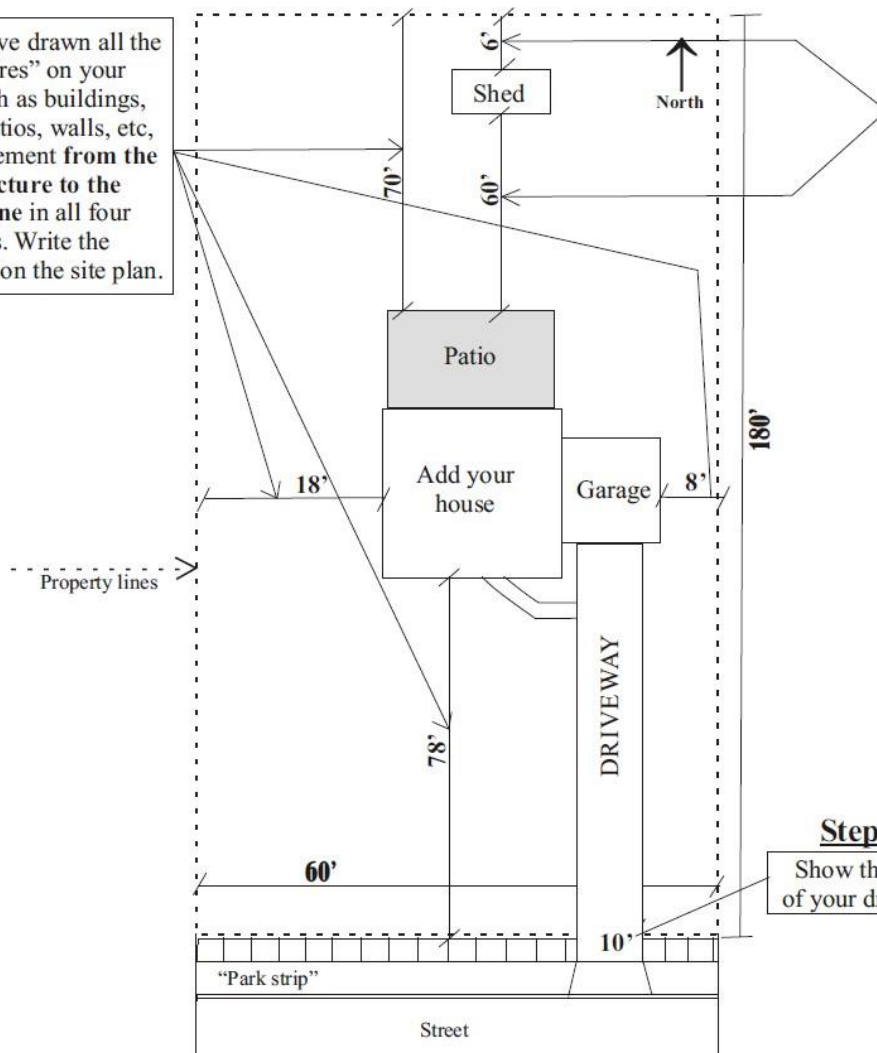 ve drawn all the
res” on your
h as buildings,
tios, walls, etc,
ement from the
cture to the
ne in all four
s. Write the
on the site plan.
6’
Shed
North
70’
60’
Patio
180’
Add your
house
Garage
18’
8’
Property lines
DRIVEWAY
78’
60’
Step
Show th
of your d
10’
“Park strip”
Street